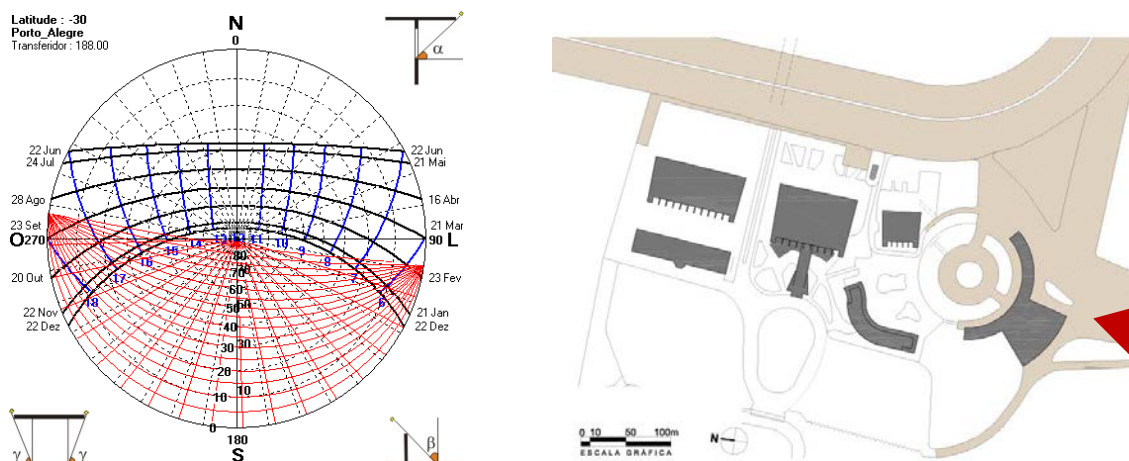 Latitude : -30
Porto_Alegre
Transferidor : 188.00
N
0
α
22 Jun
24 Jul
28 Ago
23 Set
O 270
20 Out
22 Nov
22 Dez
22 Jun
21 Mai
16 Abr
21 Mar
90 L
23 Fev
21 Jan
22 Dez
18
17
16
15
14
11
10
9
8
7
6
80
70
60
50
40
30
20
10
0
180
S
γ
γ
β
0 10 50 100m
ESCALA GRÁFICA
N